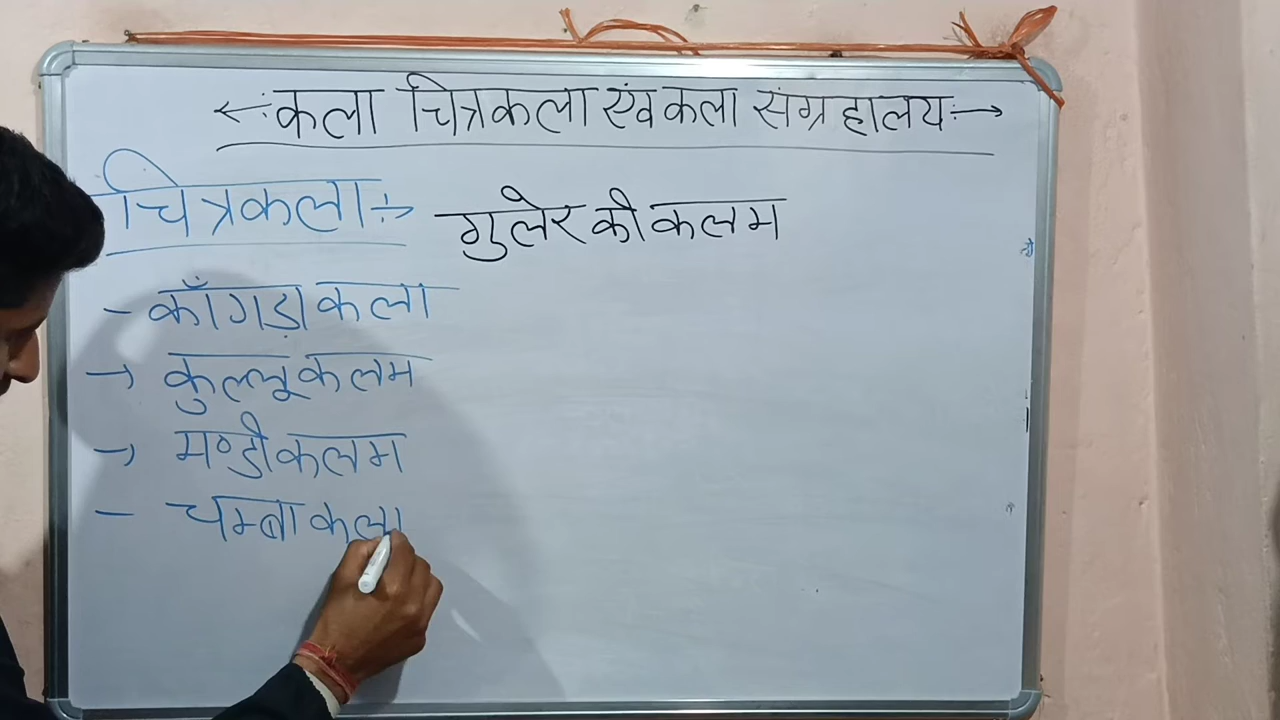 ←:कला चित्रकला एंव कला संग्रहालय:→
चित्रकला÷> गुलेर की कलम
- काँगड़ा कला
→ कुल्लू कलम
→ मण्डी कलम
- चम्बा कला